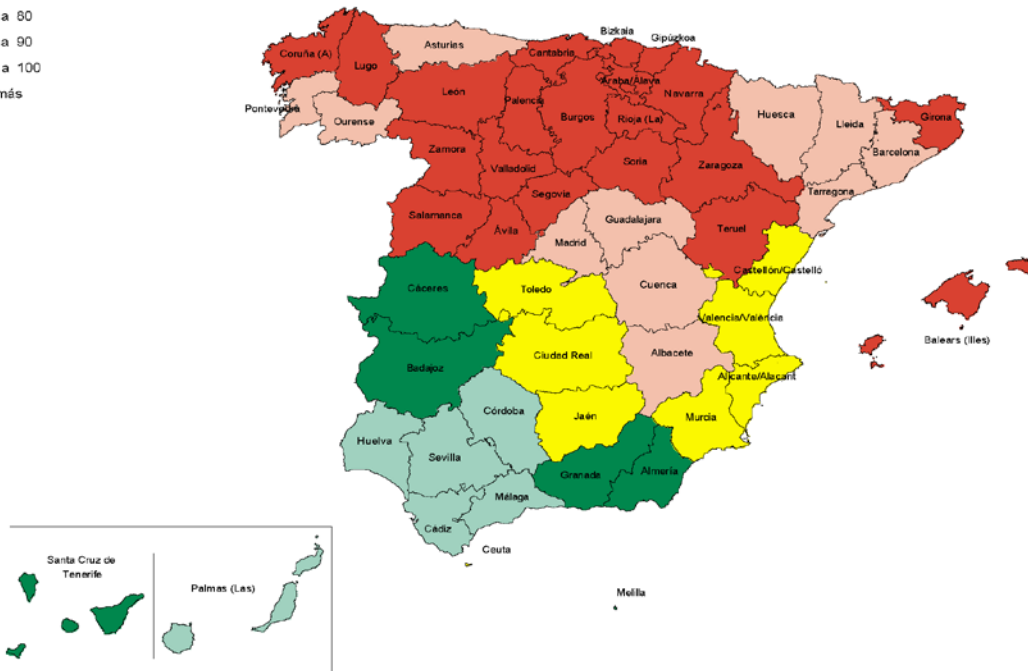 a 80
a 90
a 100
más
Bizkaia
Gipúzkoa
Asturias
Coruña (A)
Cantabria
Lugo
Araba/Álava
León
Palencia
Navarra
Pontevedra
Burgos
Huesca
Girona
Ourense
Rioja (La)
Lleida
Barcelona
Zamora
Soria
Zaragoza
Valladolid
Segovia
Tarragona
Salamanca
Guadalajara
Ávila
Teruel
Madrid
Castellón/Castelló
Cáceres
Toledo
Cuenca
Valencia/València
Balears (Illes)
Badajoz
Ciudad Real
Albacete
Alicante/Alacant
Córdoba
Jaén
Murcia
Huelva
Sevilla
Granada
Almería
Málaga
Cádiz
Ceuta
Santa Cruz de
Tenerife
Palmas (Las)
Melilla